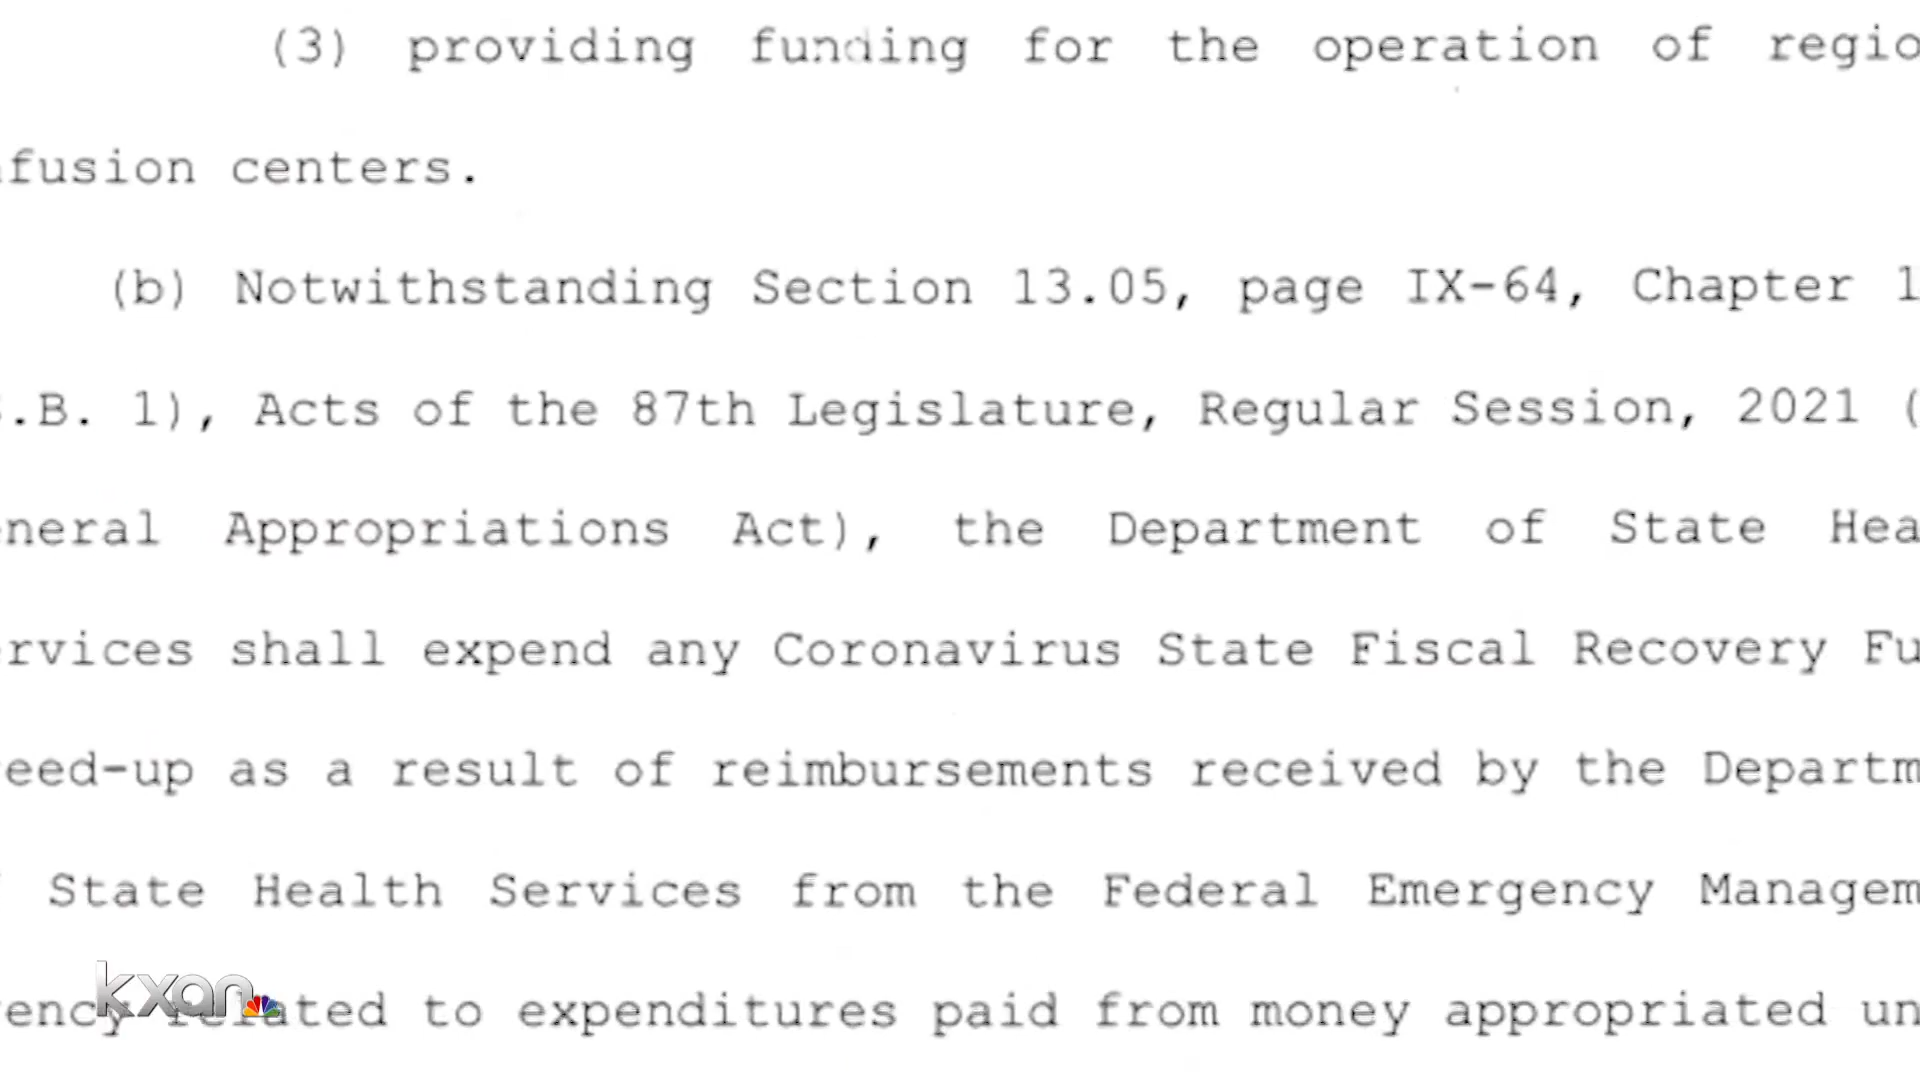 (3) providing funding for the operation of regio
fusion centers.
(b) Notwithstanding Section 13.05, page IX-64, Chapter 1
.B. 1), Acts of the 87th Legislature, Regular Session, 2021 (
neral Appropriations Act), the Department of State Hea
rvices shall expend any Coronavirus State Fiscal Recovery Fu
eed-up as a result of reimbursements received by the Departm
State Health Services from the Federal Emergency Managem
ency related to expenditures paid from money appropriated un
kxan